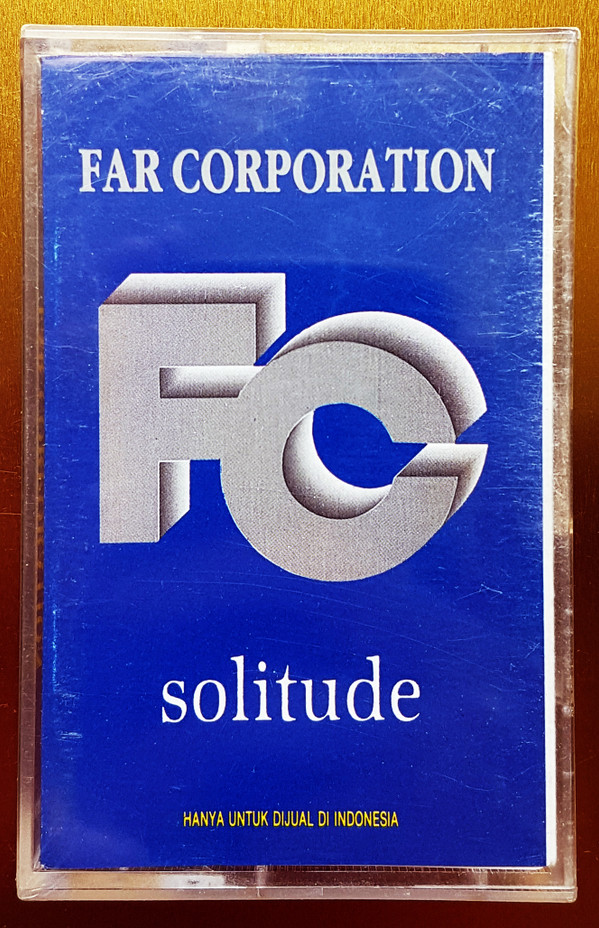 FAR CORPORATION
FC
solitude
HANYA UNTUK DIJUAL DI INDONESIA